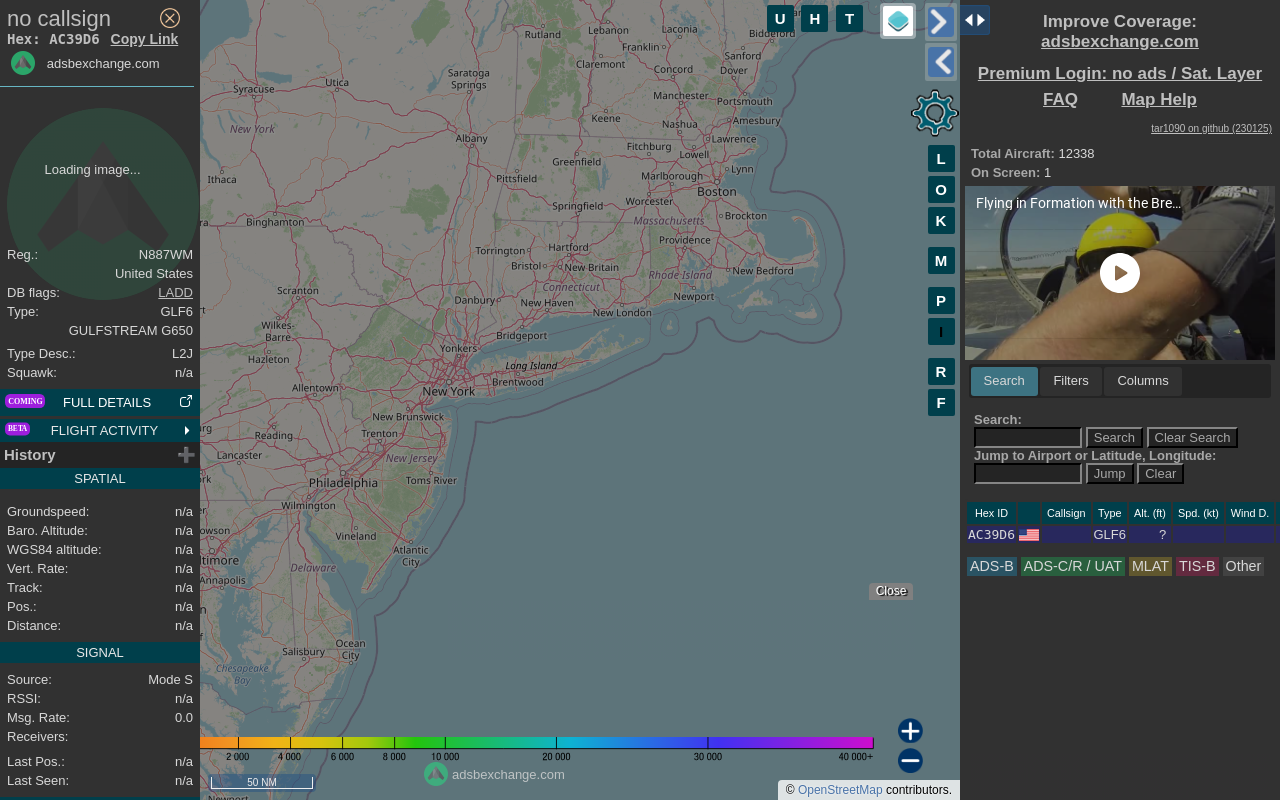 no callsign
Hex: AC39D6 Copy Link
adsbexchange.com
Loading image...
Reg.: N887WM
United States
DB flags: LADD
Type: GLF6
GULFSTREAM G650
Type Desc.: L2J
Squawk: n/a
COMING FULL DETAILS
BETA FLIGHT ACTIVITY
History
SPATIAL
Groundspeed: n/a
Baro. Altitude: n/a
WGS84 altitude: n/a
Vert. Rate: n/a
Track: n/a
Pos.: n/a
Distance: n/a
SIGNAL
Source: Mode S
RSSI: n/a
Msg. Rate: 0.0
Receivers:
Last Pos.: n/a
Last Seen: n/a
U H T
L
O
K
M
P
I
R
F
Rutland
Lebanon
Laconia
Biddeford
Franklin
Sanford
Claremont
Concord
Dover
Utica
Saratoga Springs
Syracuse
Manchester
Portsmouth
Keene
Amesbury
Nashua
New York
Albany
Lawrence
Fitchburg
Lowell
Greenfield
Lynn
Ithaca
Pittsfield
Marlborough
Boston
Worcester
Springfield
Binghamton
Massachusetts
Brockton
Providence
Torrington
Hartford
Bristol
New Britain
New Bedford
Rhode Island
Connecticut
Scranton
Danbury
New Haven
Newport
New London
Wilkes-Barre
Bridgeport
Yonkers
Hazleton
Long Island
Brentwood
Allentown
New York
New Brunswick
Reading
Trenton
Lancaster
New Jersey
Philadelphia
Toms River
Wilmington
Vineland
Atlantic City
Delaware
Annapolis
Ocean City
Salisbury
Chesapeake Bay
Close
2 000 4 000 6 000 8 000 10 000 20 000 30 000 40 000+
50 NM
adsbexchange.com
© OpenStreetMap contributors.
Improve Coverage:
adsbexchange.com
Premium Login: no ads / Sat. Layer
FAQ Map Help
tar1090 on github (230125)
Total Aircraft: 12338
On Screen: 1
Flying in Formation with the Bre...
Search Filters Columns
Search:
Search Clear Search
Jump to Airport or Latitude, Longitude:
Jump Clear
Hex ID Callsign Type Alt. (ft) Spd. (kt) Wind D.
AC39D6 GLF6 ?
ADS-B ADS-C/R / UAT MLAT TIS-B Other